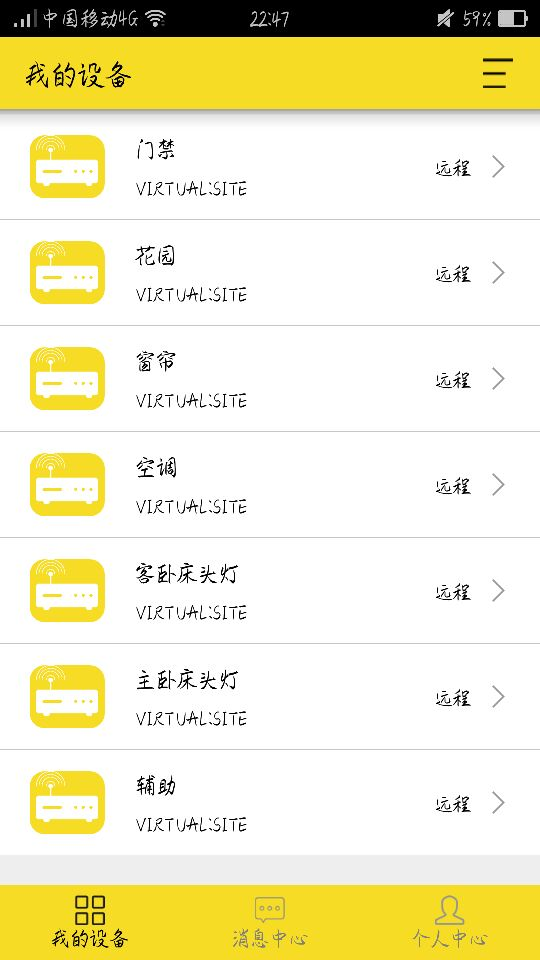 中国移动4G 22:47 59%
我的设备
门禁
VIRTUAL:SITE
远程
花园
VIRTUAL:SITE
远程
窗帘
VIRTUAL:SITE
远程
空调
VIRTUAL:SITE
远程
客卧床头灯
VIRTUAL:SITE
远程
主卧床头灯
VIRTUAL:SITE
远程
辅助
VIRTUAL:SITE
远程
我的设备 消息中心 个人中心